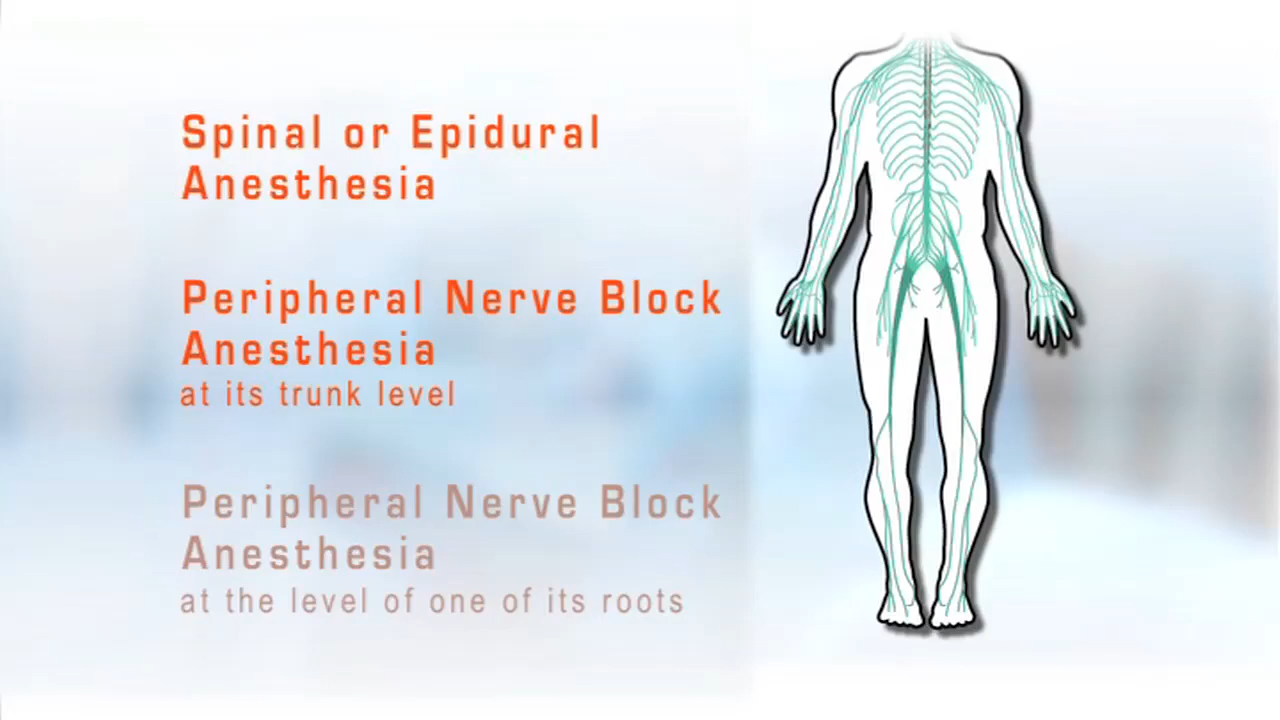 Spinal or Epidural
Anesthesia
Peripheral Nerve Block
Anesthesia
at its trunk level
Peripheral Nerve Block
Anesthesia
at the level of one of its roots